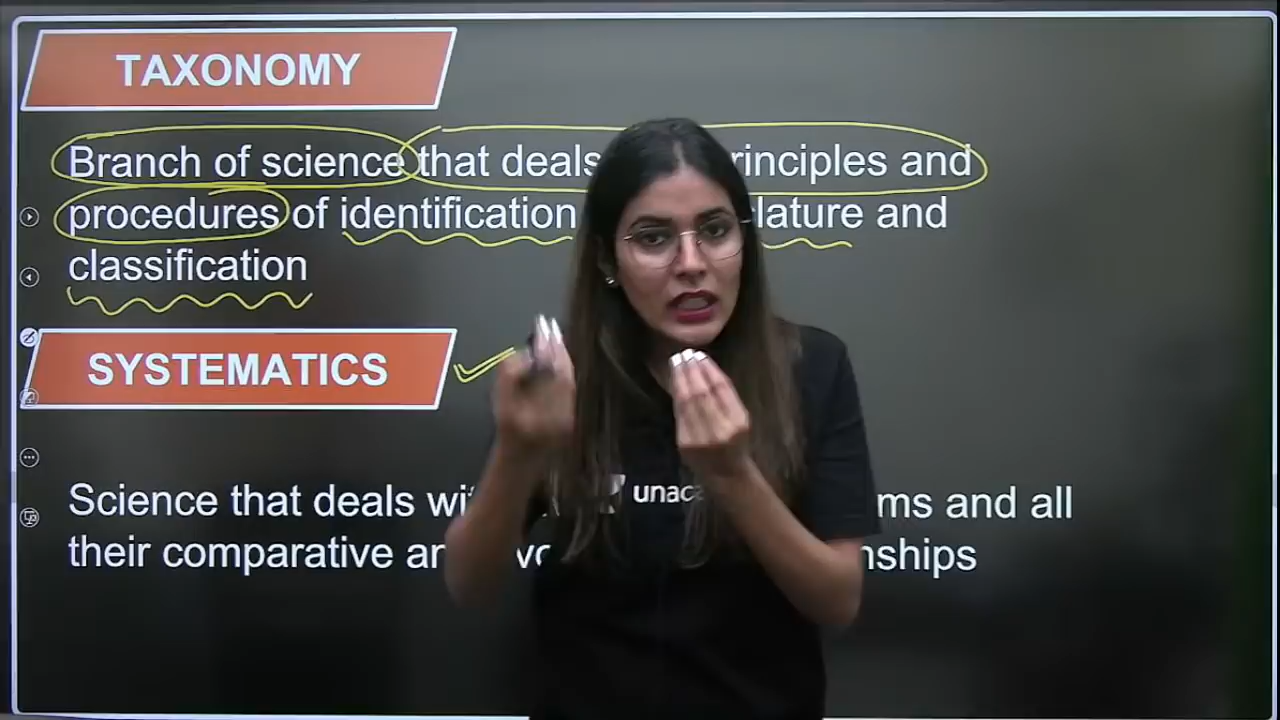 TAXONOMY
Branch of science that deals rinciples and
procedures of identification lature and
classification
SYSTEMATICS
Science that deals wi ms and all
their comparative an vo nships
unac